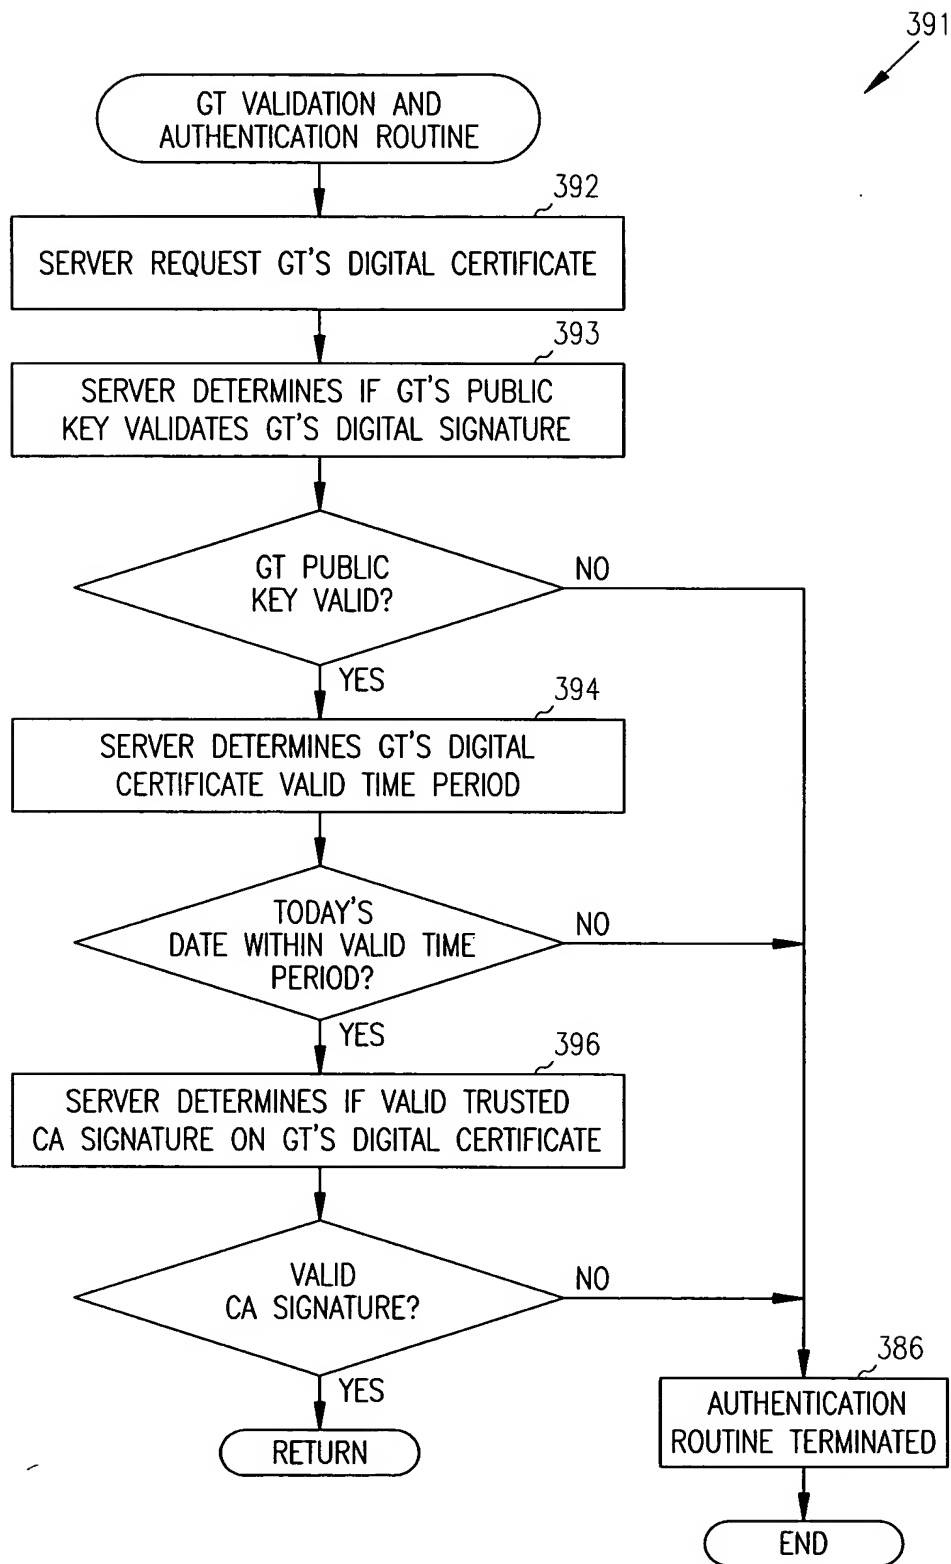 391
GT VALIDATION AND
AUTHENTICATION ROUTINE
392
SERVER REQUEST GT'S DIGITAL CERTIFICATE
393
SERVER DETERMINES IF GT'S PUBLIC
KEY VALIDATES GT'S DIGITAL SIGNATURE
GT PUBLIC
KEY VALID?
NO
YES
394
SERVER DETERMINES GT'S DIGITAL
CERTIFICATE VALID TIME PERIOD
TODAY'S
DATE WITHIN VALID TIME
PERIOD?
NO
YES
396
SERVER DETERMINES IF VALID TRUSTED
CA SIGNATURE ON GT'S DIGITAL CERTIFICATE
VALID
CA SIGNATURE?
NO
YES
RETURN
386
AUTHENTICATION
ROUTINE TERMINATED
END